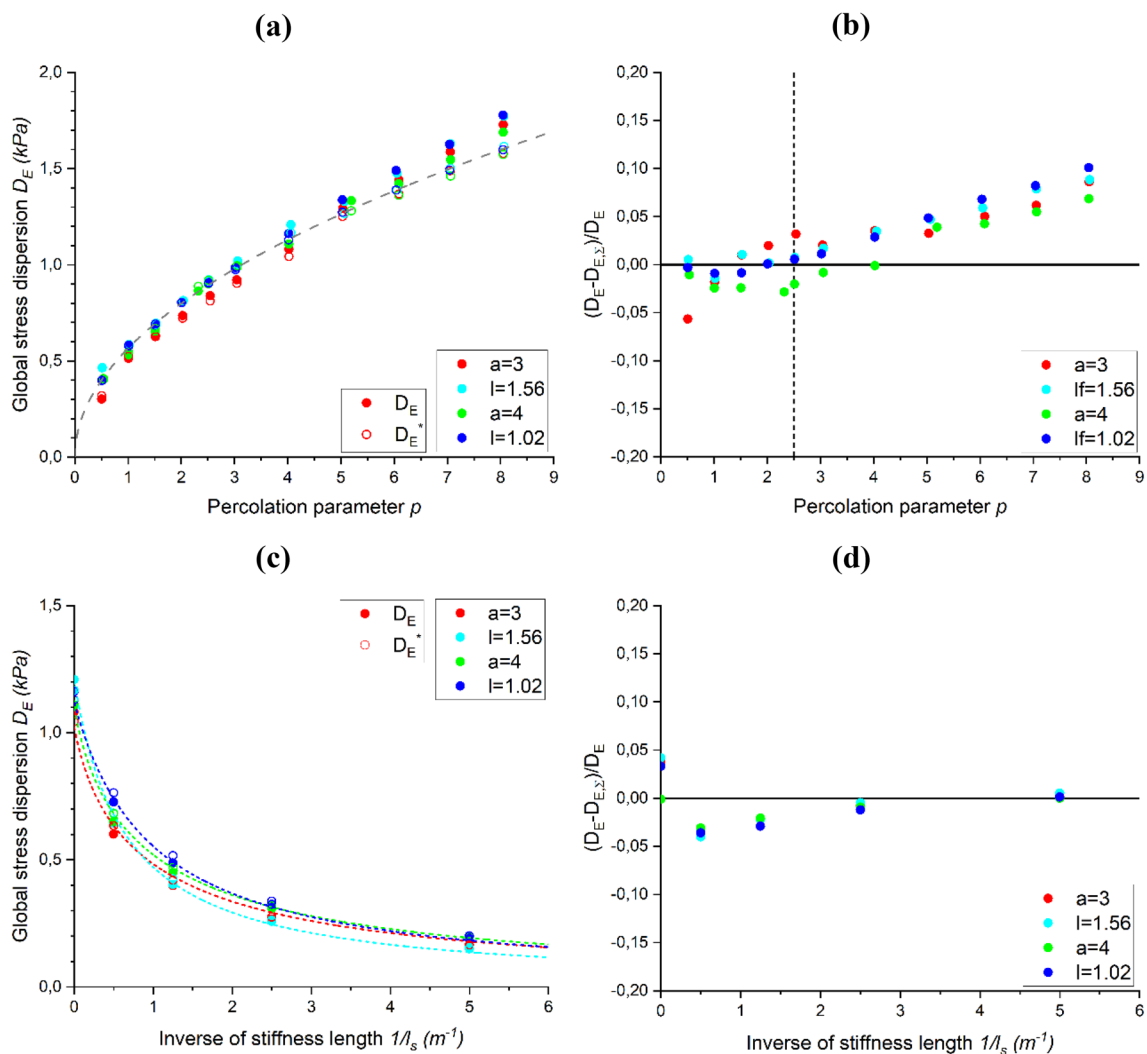 (a)
Global stress dispersion D_E (kPa)
2,0
1,5
1,0
0,5
0,0
0 1 2 3 4 5 6 7 8 9
Percolation parameter p
D_E
D_E*
a=3
l=1.56
a=4
l=1.02
(b)
(D_E-D_E,Σ)/D_E
0,20
0,15
0,10
0,05
0,00
-0,05
-0,10
-0,15
-0,20
0 1 2 3 4 5 6 7 8 9
Percolation parameter p
a=3
lf=1.56
a=4
lf=1.02
(c)
Global stress dispersion D_E (kPa)
1,5
1,0
0,5
0,0
0 1 2 3 4 5 6
Inverse of stiffness length 1/l_s (m⁻¹)
D_E
D_E*
a=3
l=1.56
a=4
l=1.02
(d)
(D_E-D_E,Σ)/D_E
0,20
0,15
0,10
0,05
0,00
-0,05
-0,10
-0,15
-0,20
0 1 2 3 4 5 6
Inverse of stiffness length 1/l_s (m⁻¹)
a=3
l=1.56
a=4
l=1.02